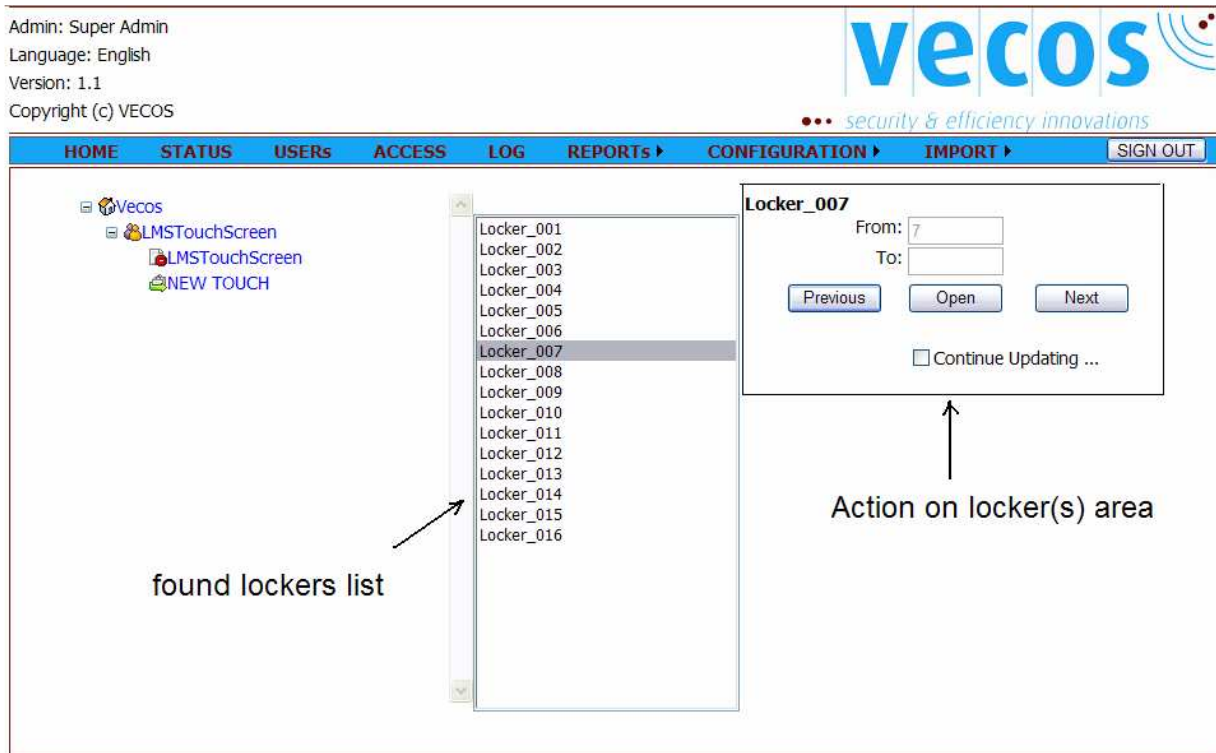 Admin: Super Admin
Language: English
Version: 1.1
Copyright (c) VECOS
vecos
security & efficiency innovations
HOME STATUS USERs ACCESS LOG REPORTs CONFIGURATION IMPORT SIGN OUT
Vecos
LMSTouchScreen
LMSTouchScreen
NEW TOUCH
Locker_001
Locker_002
Locker_003
Locker_004
Locker_005
Locker_006
Locker_007
Locker_008
Locker_009
Locker_010
Locker_011
Locker_012
Locker_013
Locker_014
Locker_015
Locker_016
Locker_007
From: 7
To:
Previous Open Next
Continue Updating ...
Action on locker(s) area
found lockers list